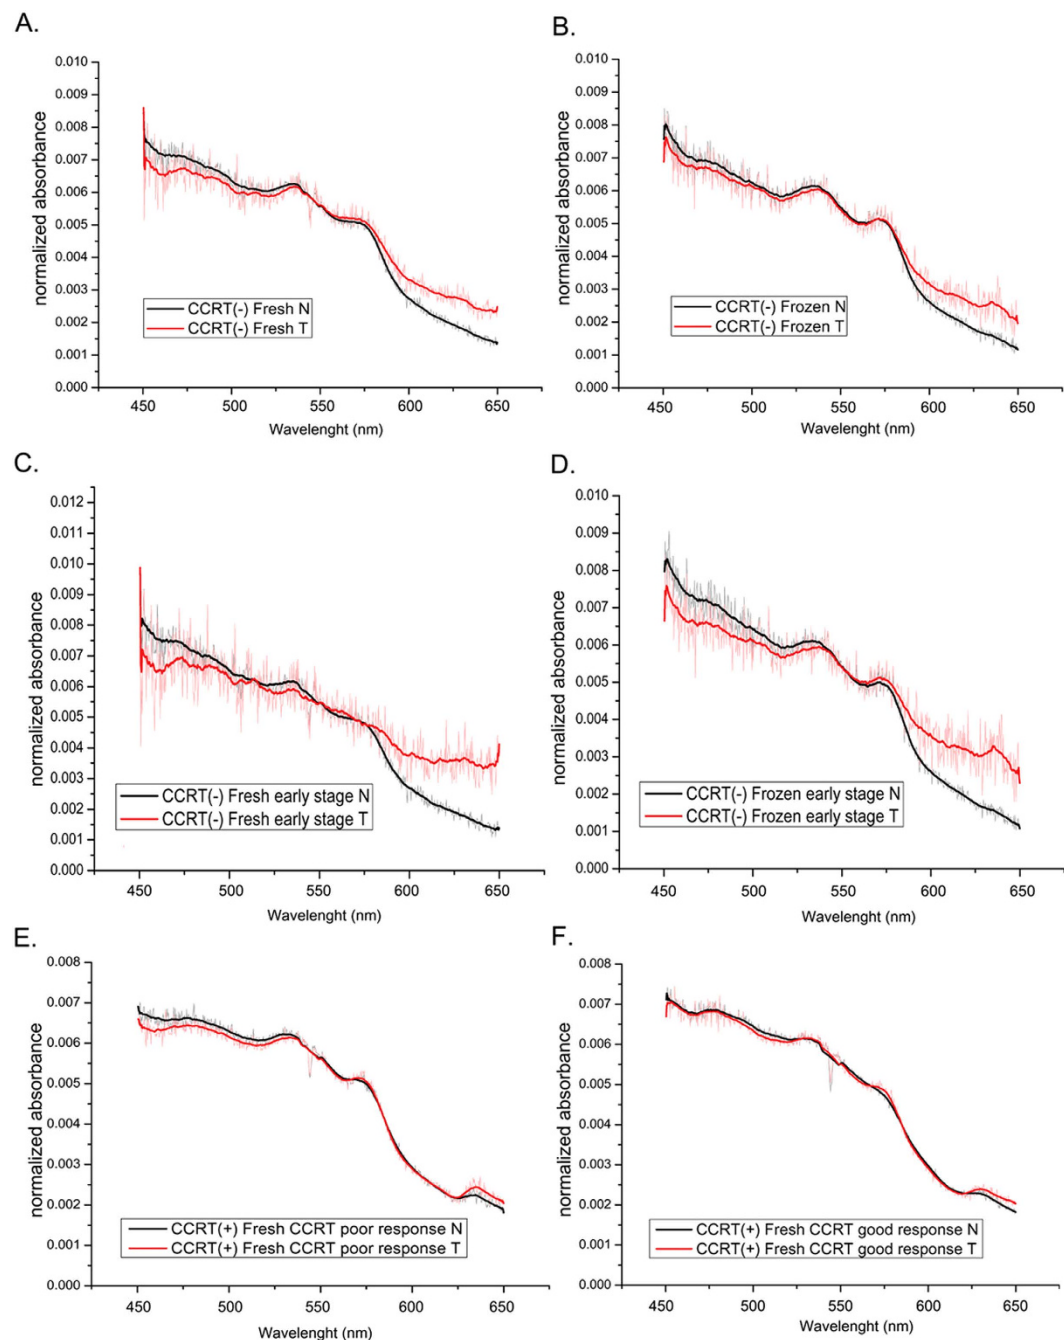 A.
normalized absorbance
0.010
0.009
0.008
0.007
0.006
0.005
0.004
0.003
0.002
0.001
0.000
CCRT(-) Fresh N
CCRT(-) Fresh T
450 500 550 600 650
Wavelenght (nm)
B.
normalized absorbance
0.010
0.009
0.008
0.007
0.006
0.005
0.004
0.003
0.002
0.001
0.000
CCRT(-) Frozen N
CCRT(-) Frozen T
450 500 550 600 650
Wavelenght (nm)
C.
normalized absorbance
0.012
0.011
0.010
0.009
0.008
0.007
0.006
0.005
0.004
0.003
0.002
0.001
0.000
CCRT(-) Fresh early stage N
CCRT(-) Fresh early stage T
450 500 550 600 650
Wavelenght (nm)
D.
normalized absorbance
0.010
0.009
0.008
0.007
0.006
0.005
0.004
0.003
0.002
0.001
0.000
CCRT(-) Frozen early stage N
CCRT(-) Frozen early stage T
450 500 550 600 650
Wavelenght (nm)
E.
normalized absorbance
0.008
0.007
0.006
0.005
0.004
0.003
0.002
0.001
0.000
CCRT(+) Fresh CCRT poor response N
CCRT(+) Fresh CCRT poor response T
450 500 550 600 650
Wavelenght (nm)
F.
normalized absorbance
0.008
0.007
0.006
0.005
0.004
0.003
0.002
0.001
0.000
CCRT(+) Fresh CCRT good response N
CCRT(+) Fresh CCRT good response T
450 500 550 600 650
Wavelenght (nm)